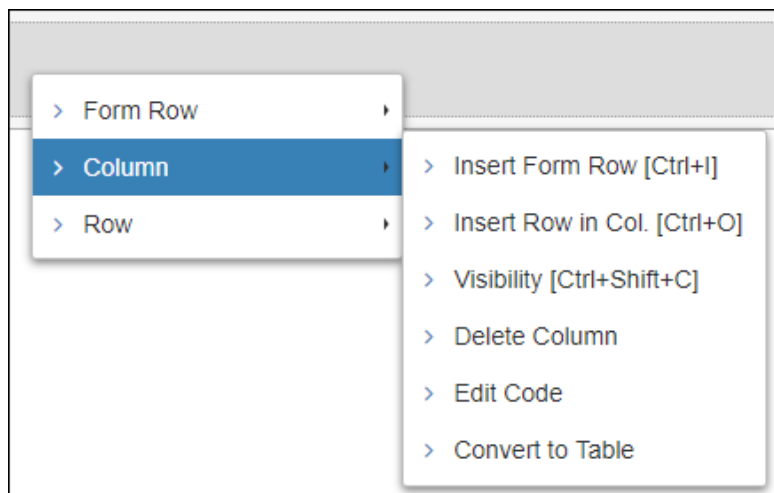 Form Row
Column
Row
Insert Form Row [Ctrl+I]
Insert Row in Col. [Ctrl+O]
Visibility [Ctrl+Shift+C]
Delete Column
Edit Code
Convert to Table